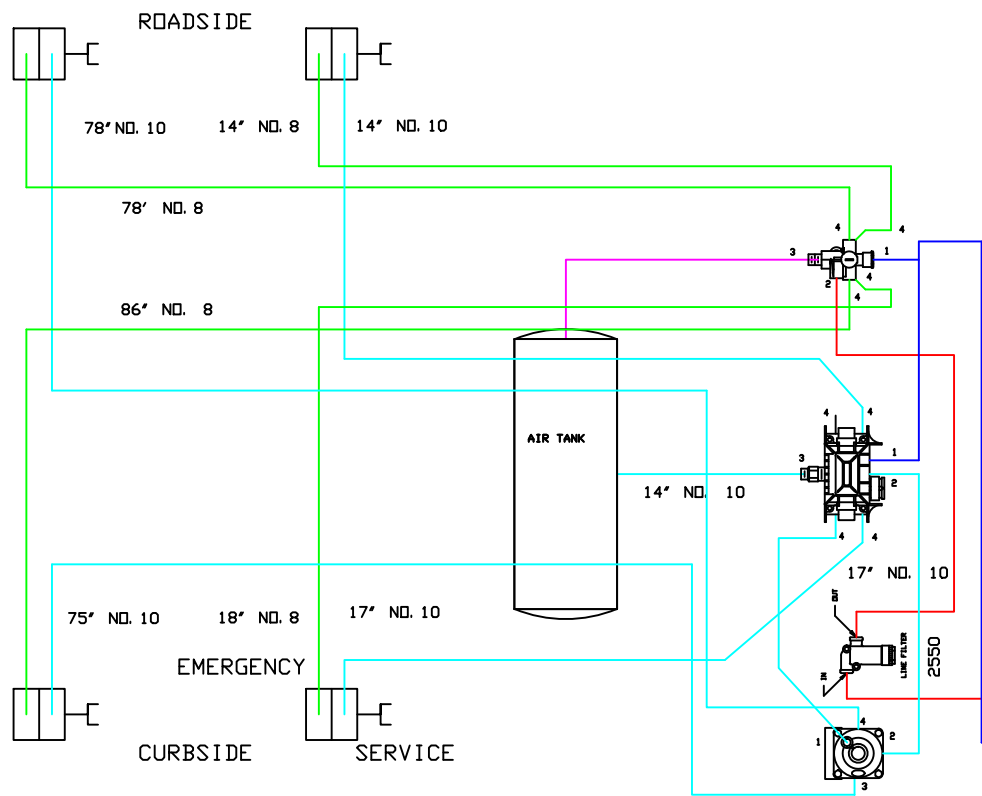 ROADSIDE
78" NO. 10
14" NO. 8
14" NO. 10
78' NO. 8
4
4
3
1
2
4
4
86" NO. 8
AIR TANK
4
4
1
3
2
14" NO. 10
4
4
17" NO. 10
OUT
75" NO. 10
18" NO. 8
17" NO. 10
LINE FILTER
2550
IN
EMERGENCY
4
1
2
3
CURBSIDE
SERVICE